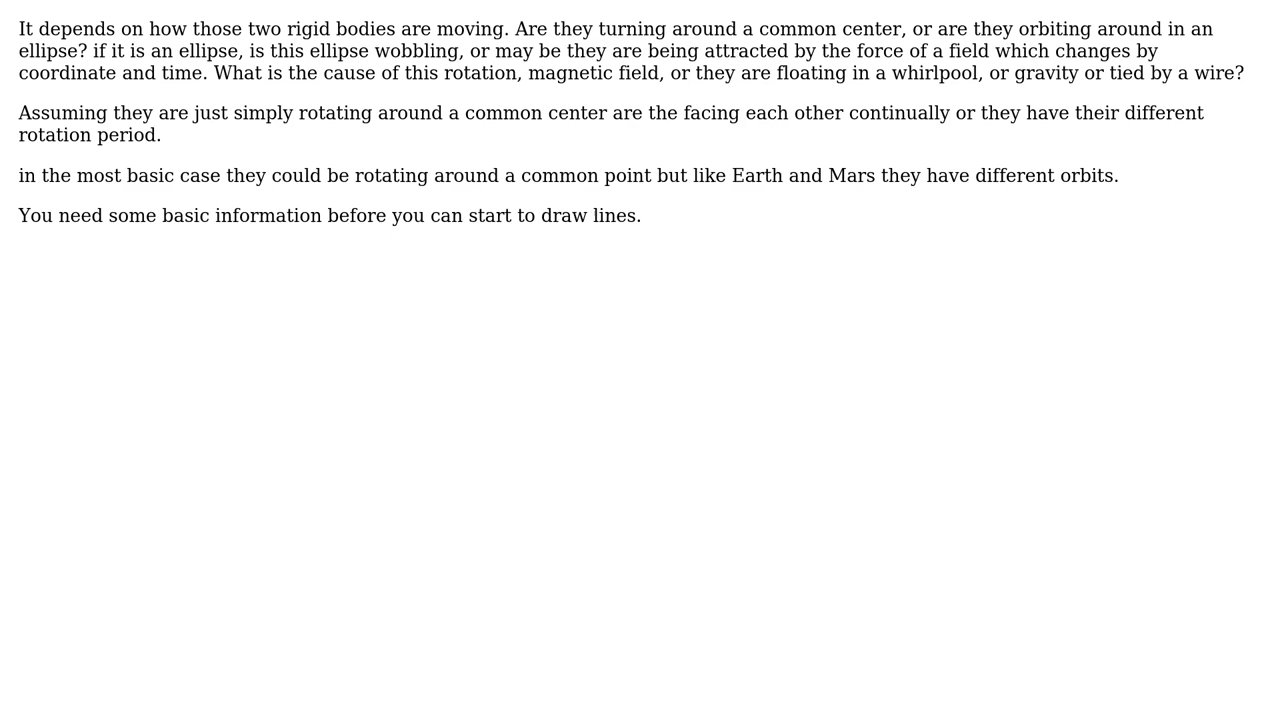 It depends on how those two rigid bodies are moving. Are they turning around a common center, or are they orbiting around in an
ellipse? if it is an ellipse, is this ellipse wobbling, or may be they are being attracted by the force of a field which changes by
coordinate and time. What is the cause of this rotation, magnetic field, or they are floating in a whirlpool, or gravity or tied by a wire?
Assuming they are just simply rotating around a common center are the facing each other continually or they have their different
rotation period.
in the most basic case they could be rotating around a common point but like Earth and Mars they have different orbits.
You need some basic information before you can start to draw lines.